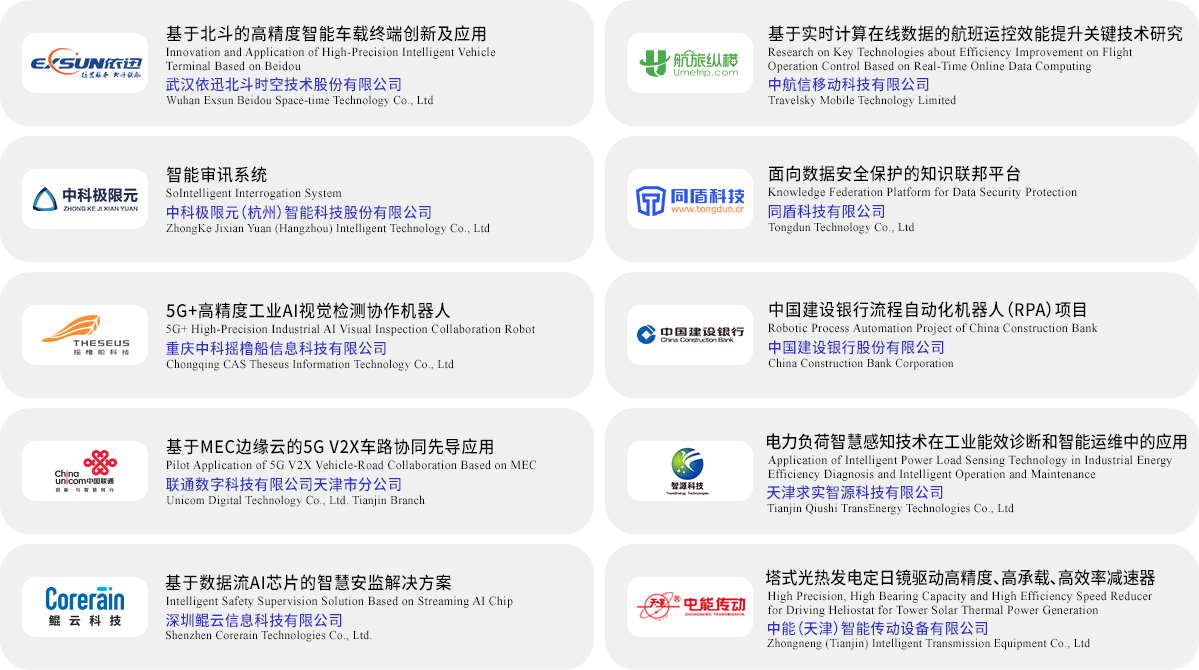 EXSUN依迅
位置服务 北斗领航
基于北斗的高精度智能车载终端创新及应用
Innovation and Application of High-Precision Intelligent Vehicle
Terminal Based on Beidou
武汉依迅北斗时空技术股份有限公司
Wuhan Exsun Beidou Space-time Technology Co., Ltd
航旅纵横
Umetrip.com
基于实时计算在线数据的航班运控效能提升关键技术研究
Research on Key Technologies about Efficiency Improvement on Flight
Operation Control Based on Real-Time Online Data Computing
中航信移动科技有限公司
Travelsky Mobile Technology Limited
中科极限元
ZHONG KE JI XIAN YUAN
智能审讯系统
SoIntelligent Interrogation System
中科极限元(杭州)智能科技股份有限公司
ZhongKe Jixian Yuan (Hangzhou) Intelligent Technology Co., Ltd
同盾科技
www.tongdun.cn
面向数据安全保护的知识联邦平台
Knowledge Federation Platform for Data Security Protection
同盾科技有限公司
Tongdun Technology Co., Ltd
THESEUS
摇橹船科技
5G+高精度工业AI视觉检测协作机器人
5G+ High-Precision Industrial AI Visual Inspection Collaboration Robot
重庆中科摇橹船信息科技有限公司
Chongqing CAS Theseus Information Technology Co., Ltd
中国建设银行
China Construction Bank
中国建设银行流程自动化机器人(RPA)项目
Robotic Process Automation Project of China Construction Bank
中国建设银行股份有限公司
China Construction Bank Corporation
China
unicom中国联通
创新·与智慧同行
基于MEC边缘云的5G V2X车路协同先导应用
Pilot Application of 5G V2X Vehicle-Road Collaboration Based on MEC
联通数字科技有限公司天津市分公司
Unicom Digital Technology Co., Ltd. Tianjin Branch
智源科技
TransEnergy Technologies
电力负荷智慧感知技术在工业能效诊断和智能运维中的应用
Application of Intelligent Power Load Sensing Technology in Industrial Energy
Efficiency Diagnosis and Intelligent Operation and Maintenance
天津求实智源科技有限公司
Tianjin Qiushi TransEnergy Technologies Co., Ltd
Corerain
鲲云科技
基于数据流AI芯片的智慧安监解决方案
Intelligent Safety Supervision Solution Based on Streaming AI Chip
深圳鲲云信息科技有限公司
Shenzhen Corerain Technologies Co., Ltd.
天星®
中能传动
ZHONGNENG TRANSMISSION
塔式光热发电定日镜驱动高精度、高承载、高效率减速器
High Precision, High Bearing Capacity and High Efficiency Speed Reducer
for Driving Heliostat for Tower Solar Thermal Power Generation
中能(天津)智能传动设备有限公司
Zhongneng (Tianjin) Intelligent Transmission Equipment Co., Ltd